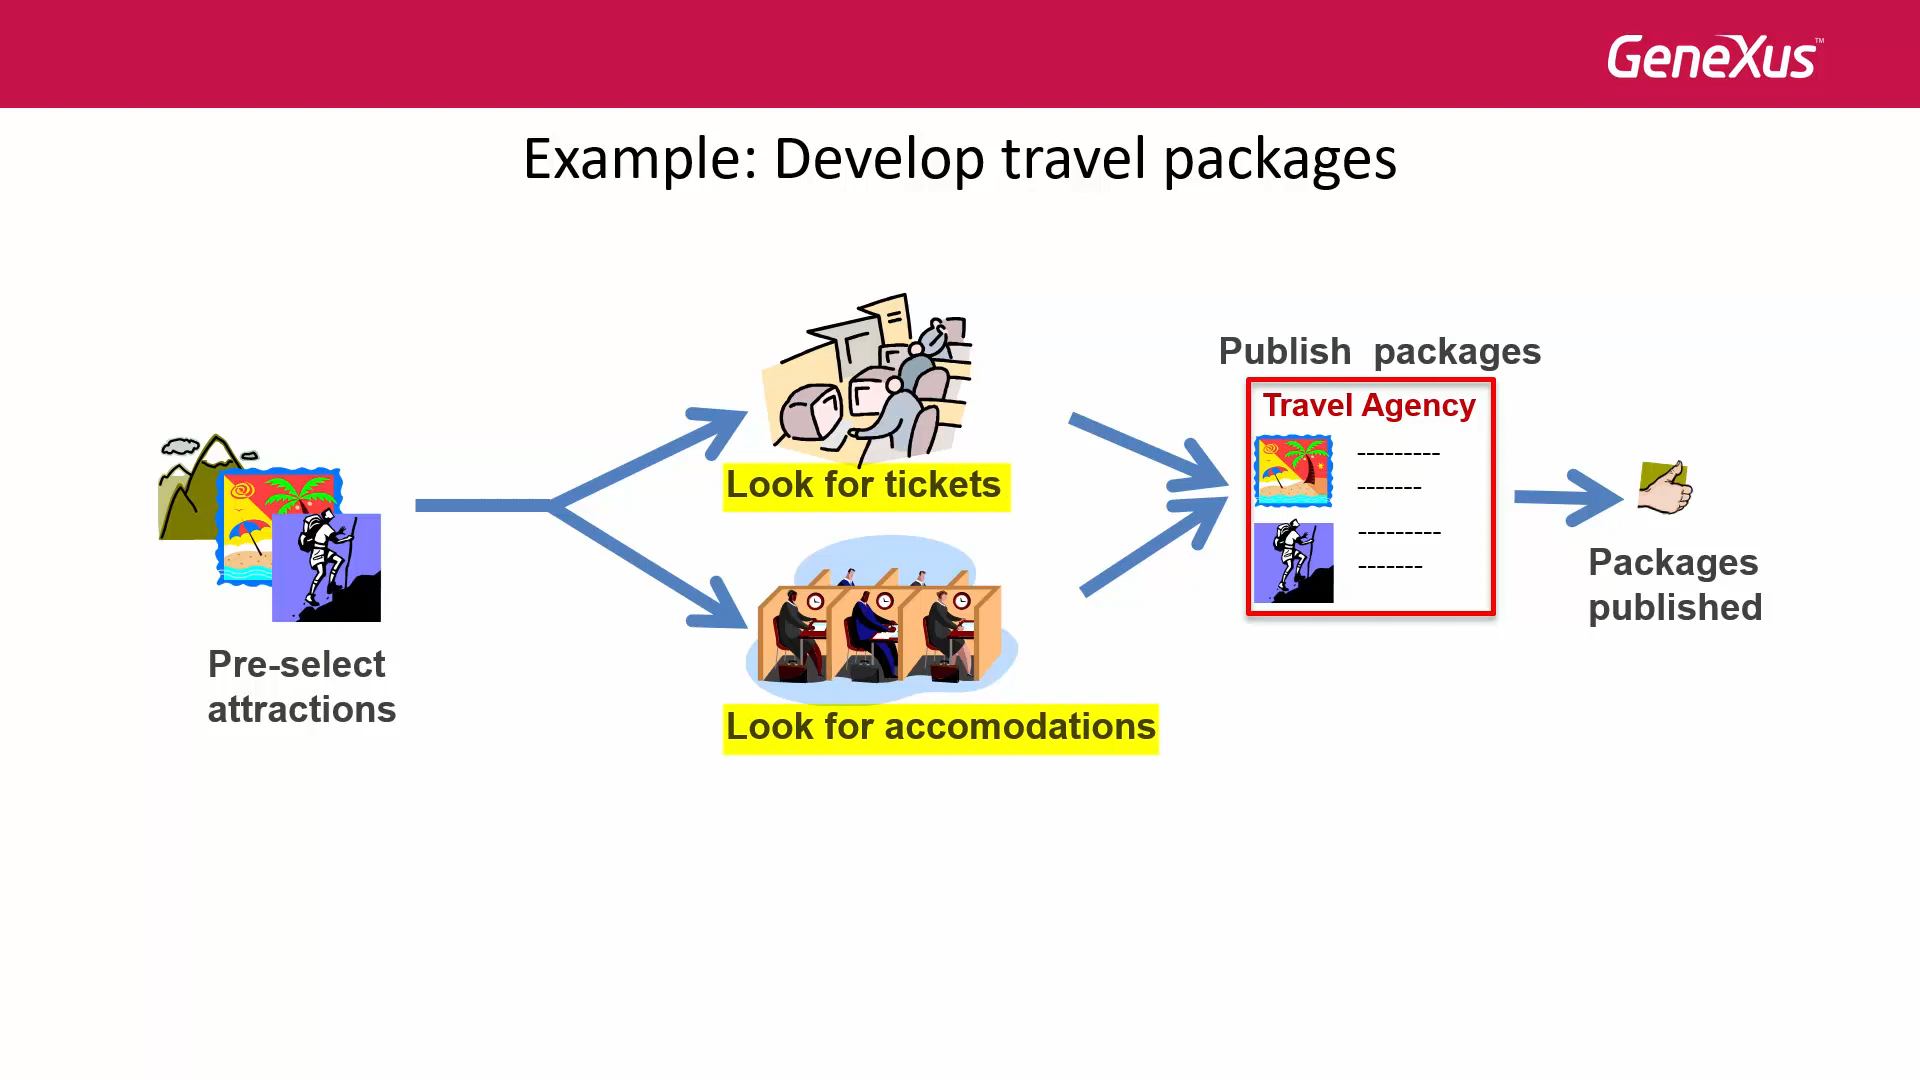 GeneXus™
Example: Develop travel packages
Pre-select
attractions
Look for tickets
Look for accomodations
Publish packages
Travel Agency
---------
-------
---------
-------
Packages
published